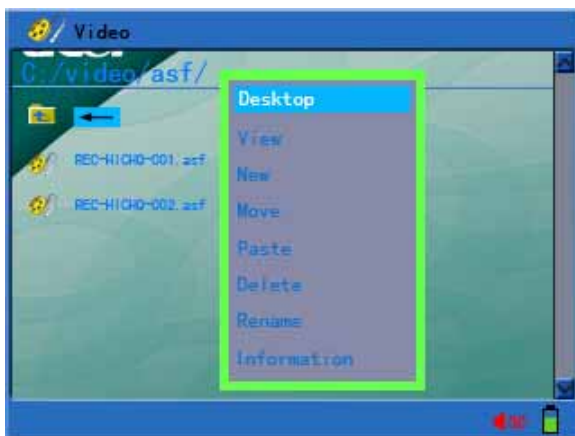 Video
C:/video/asf/
Desktop
View
REC-HICHO-001.asf
New
REC-HICHO-002.asf
Move
Paste
Delete
Rename
Information